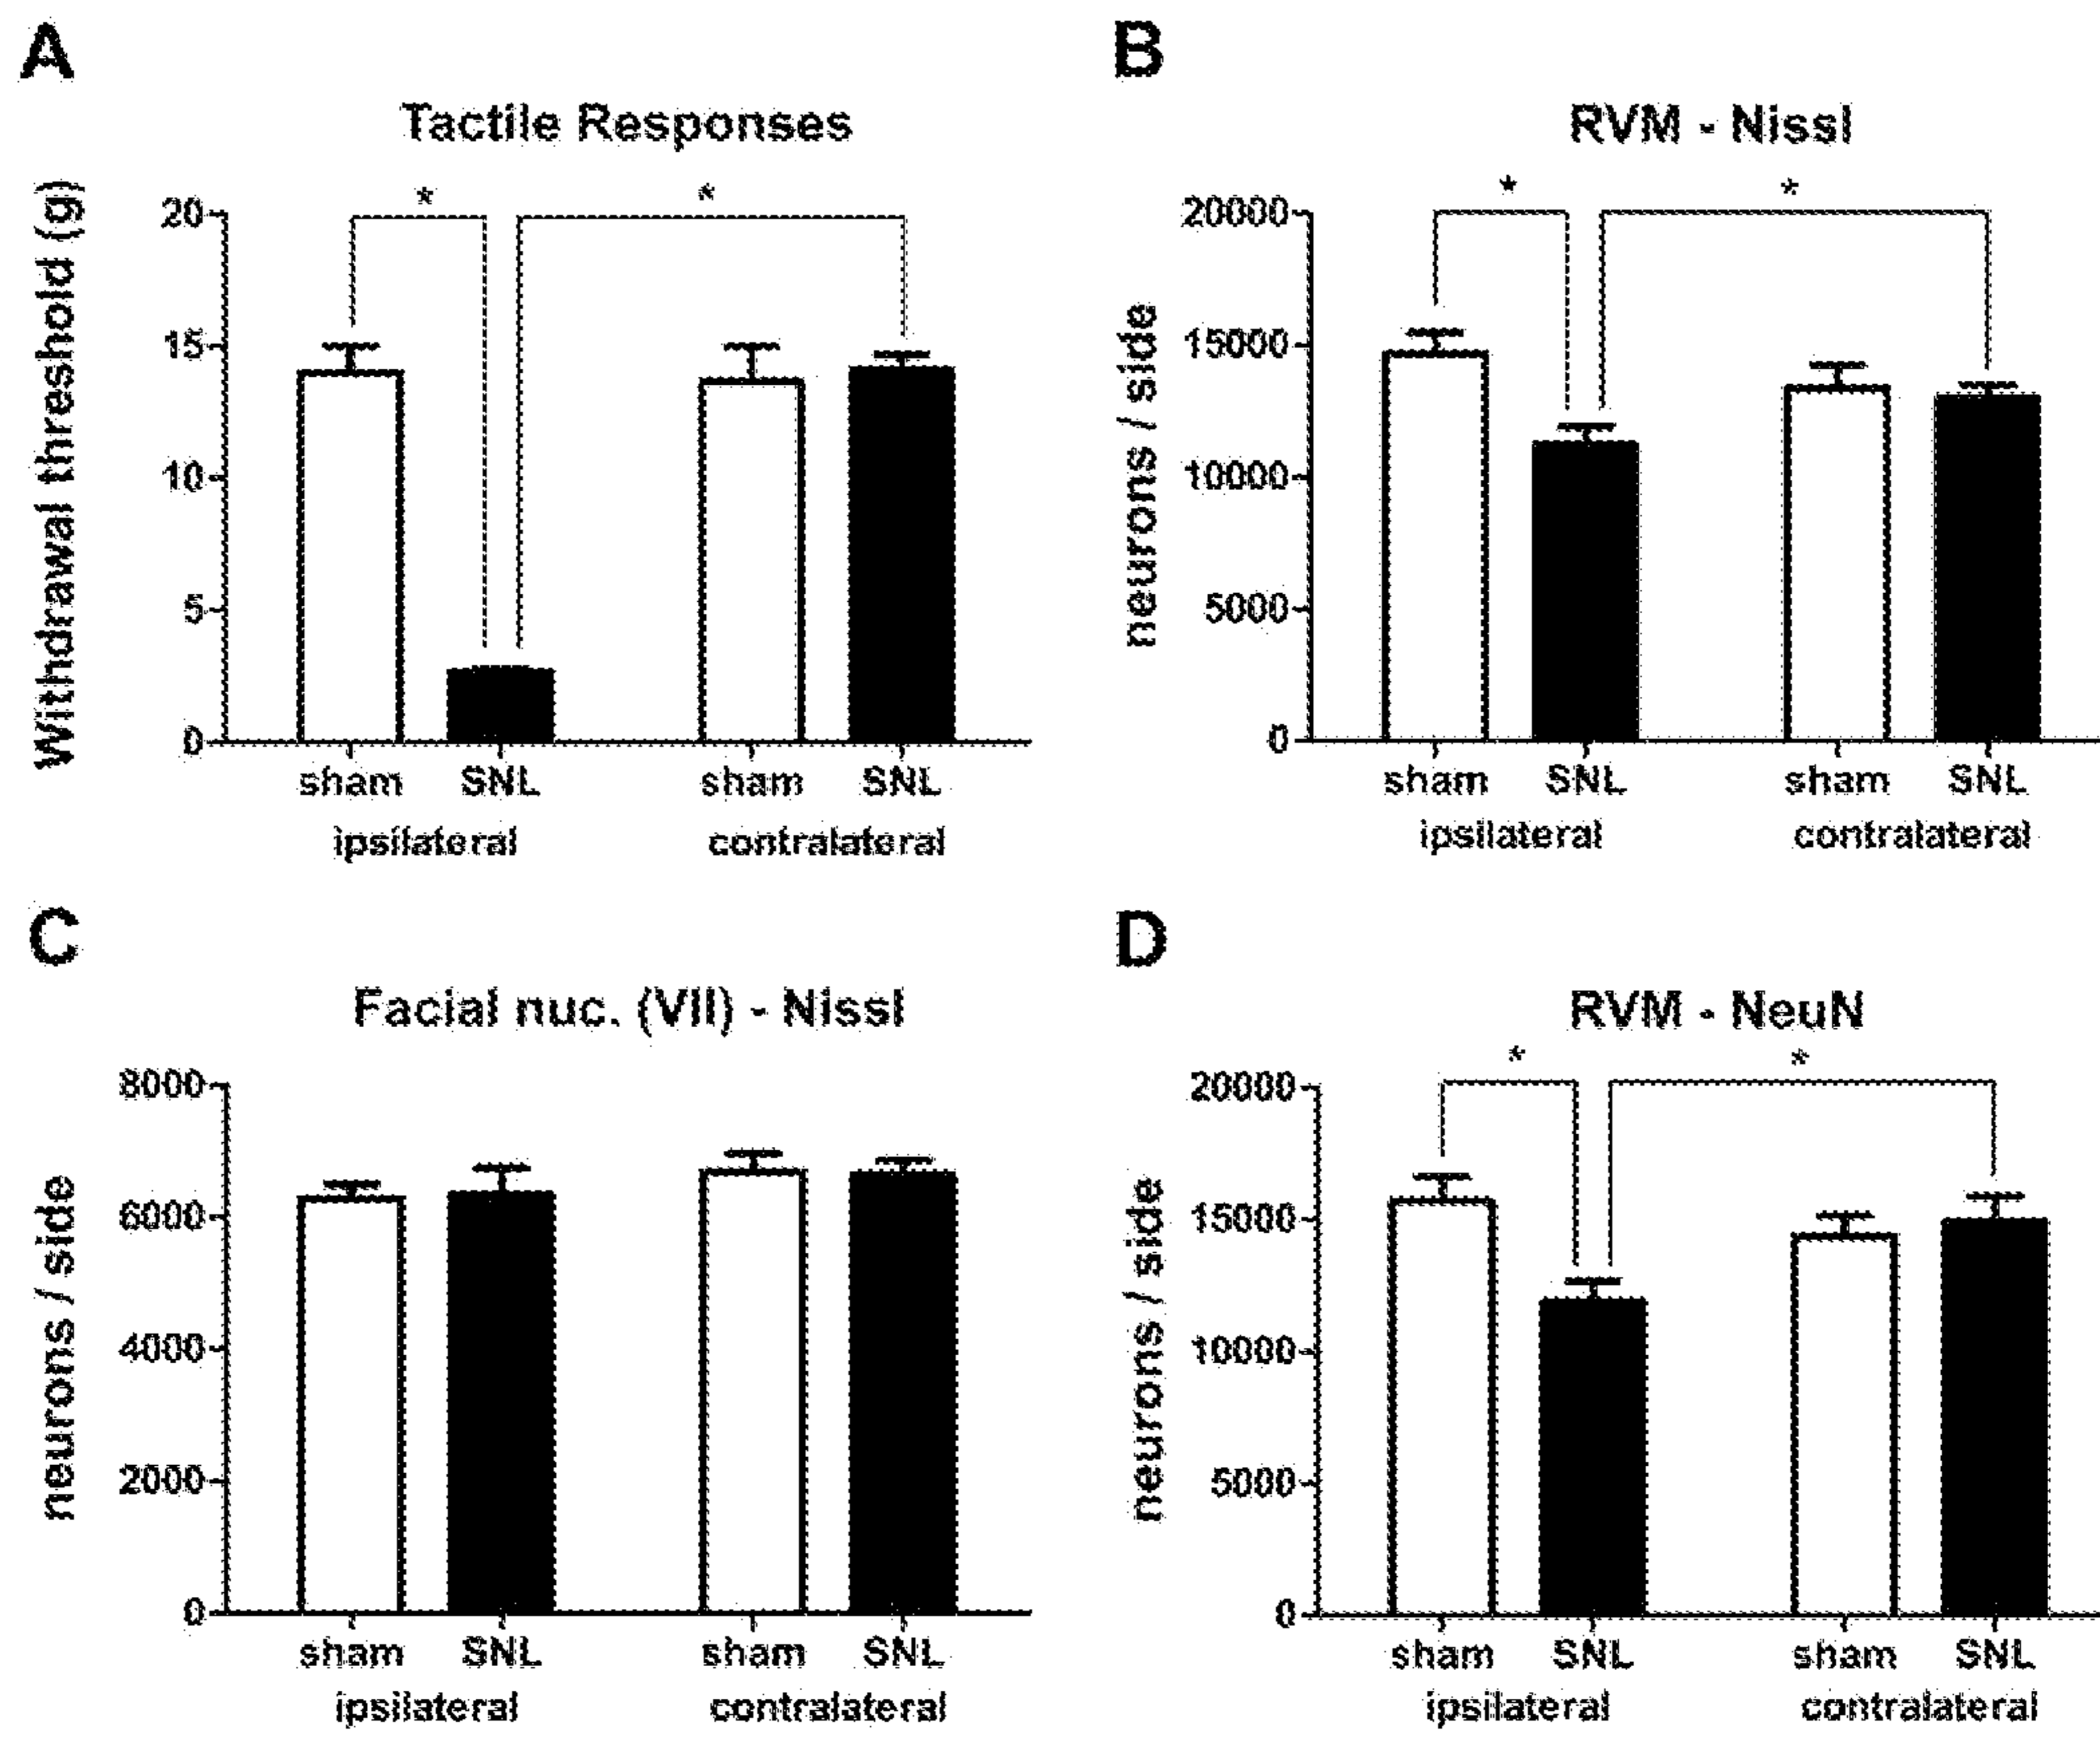 A
Tactile Responses
Withdrawal threshold (g)
20
15
10
5
0
*
*
sham SNL sham SNL
ipsilateral contralateral
B
RVM - Nissl
neurons / side
20000
15000
10000
5000
0
*
*
sham SNL sham SNL
ipsilateral contralateral
C
Facial nuc. (VII) - Nissl
neurons / side
8000
6000
4000
2000
0
sham SNL sham SNL
ipsilateral contralateral
D
RVM - NeuN
neurons / side
20000
15000
10000
5000
0
*
*
sham SNL sham SNL
ipsilateral contralateral